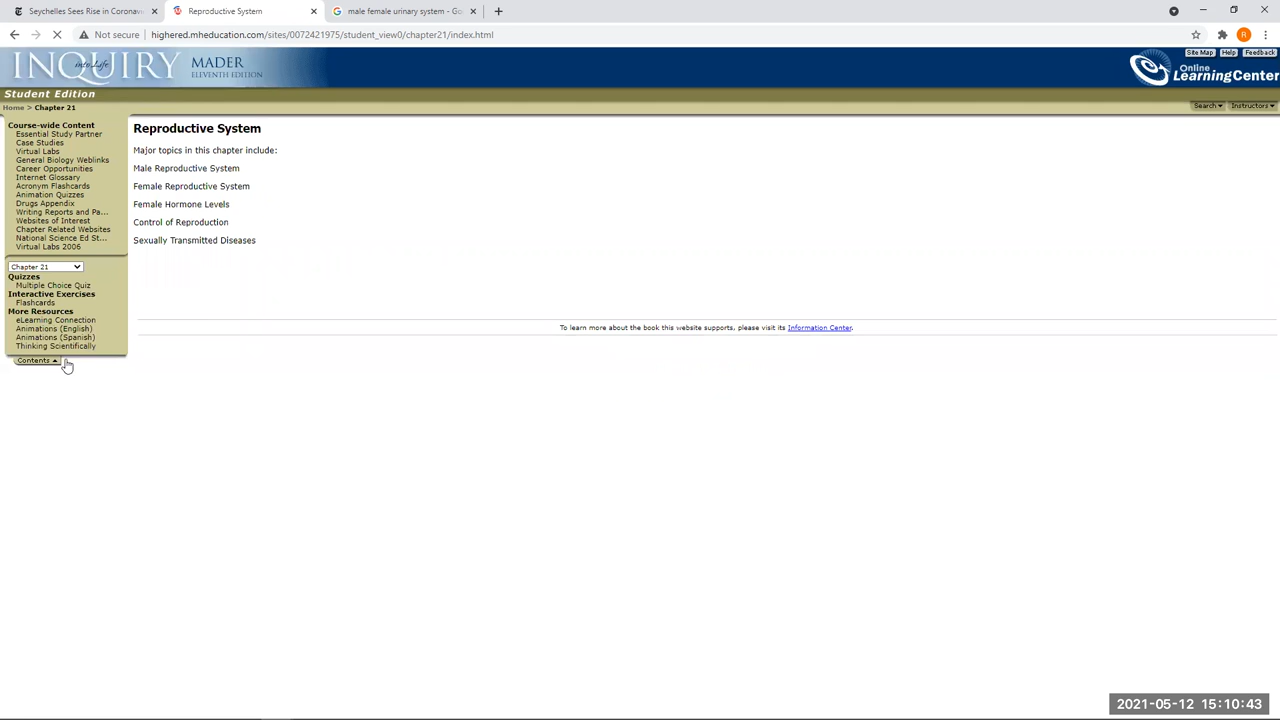 Seychelles Sees Rise in Coronavi
Reproductive System
male female urinary system - Go
Not secure
highered.mheducation.com/sites/0072421975/student_view0/chapter21/index.html
R
INQUIRY into Life
MADER
ELEVENTH EDITION
Site Map
Help
Feedback
Online
LearningCenter
Student Edition
Home > Chapter 21
Search
Instructors
Course-wide Content
Essential Study Partner
Case Studies
Virtual Labs
General Biology Weblinks
Career Opportunities
Internet Glossary
Acronym Flashcards
Animation Quizzes
Drugs Appendix
Writing Reports and Pa...
Websites of Interest
Chapter Related Websites
National Science Ed St...
Virtual Labs 2006
Chapter 21
Quizzes
Multiple Choice Quiz
Interactive Exercises
Flashcards
More Resources
eLearning Connection
Animations (English)
Animations (Spanish)
Thinking Scientifically
Contents
Reproductive System
Major topics in this chapter include:
Male Reproductive System
Female Reproductive System
Female Hormone Levels
Control of Reproduction
Sexually Transmitted Diseases
To learn more about the book this website supports, please visit its Information Center.
2021-05-12 15:10:43